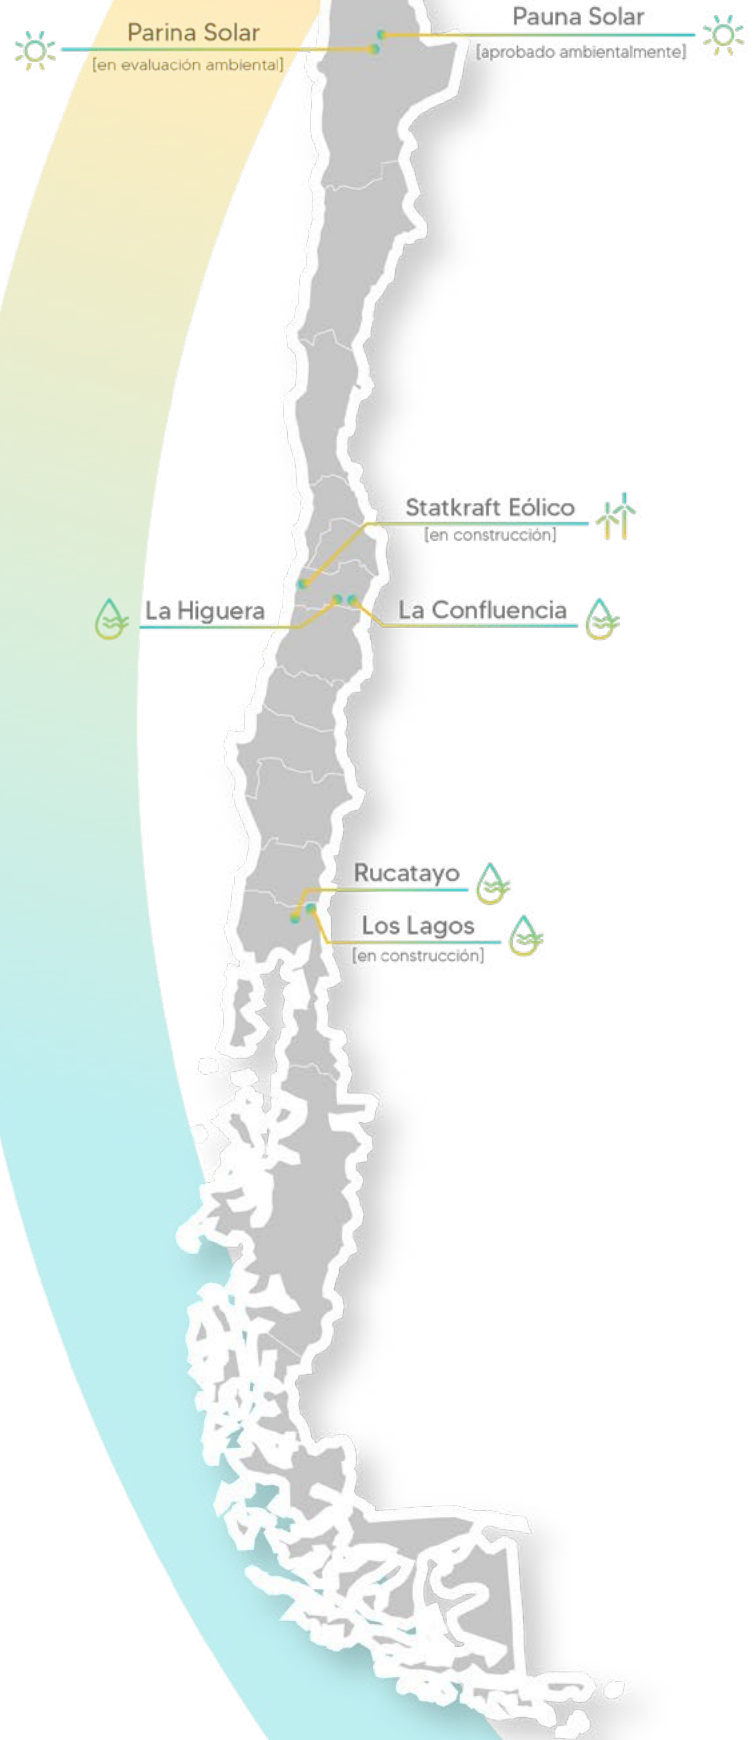 Pauna Solar
[aprobado ambientalmente]
Parina Solar
[en evaluación ambiental]
Statkraft Eólico
[en construcción]
La Higuera
La Confluencia
Rucatayo
Los Lagos
[en construcción]